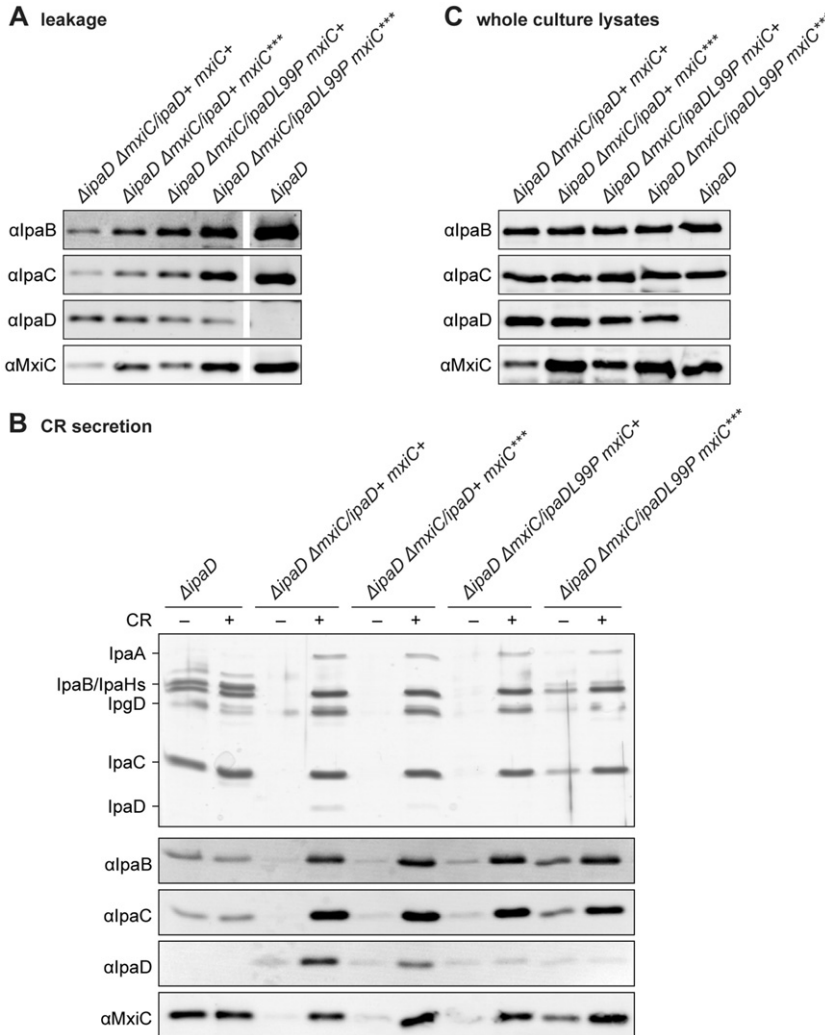 A leakage
ΔipaD ΔmxiC/ipaD+ mxiC+
ΔipaD ΔmxiC/ipaD+ mxiC***
ΔipaD ΔmxiC/ipaDL99P mxiC+
ΔipaD ΔmxiC/ipaDL99P mxiC***
ΔipaD
αIpaB
αIpaC
αIpaD
αMxiC
C whole culture lysates
ΔipaD ΔmxiC/ipaD+ mxiC+
ΔipaD ΔmxiC/ipaD+ mxiC***
ΔipaD ΔmxiC/ipaDL99P mxiC+
ΔipaD ΔmxiC/ipaDL99P mxiC**
ΔipaD
αIpaB
αIpaC
αIpaD
αMxiC
B CR secretion
ΔipaD
ΔipaD ΔmxiC/ipaD+ mxiC+
ΔipaD ΔmxiC/ipaD+ mxiC***
ΔipaD ΔmxiC/ipaDL99P mxiC+
ΔipaD ΔmxiC/ipaDL99P mxiC***
CR – + – + – + – + – +
IpaA
IpaB/IpaHs
IpgD
IpaC
IpaD
αIpaB
αIpaC
αIpaD
αMxiC